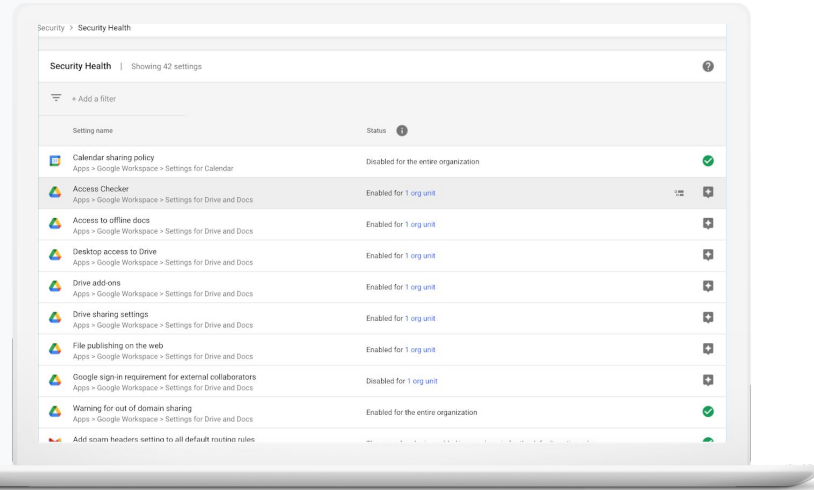 Security > Security Health
Security Health | Showing 42 settings
+ Add a filter
Setting name Status
Calendar sharing policy
Apps > Google Workspace > Settings for Calendar
Disabled for the entire organization
Access Checker
Apps > Google Workspace > Settings for Drive and Docs
Enabled for 1 org unit
Access to offline docs
Apps > Google Workspace > Settings for Drive and Docs
Enabled for 1 org unit
Desktop access to Drive
Apps > Google Workspace > Settings for Drive and Docs
Enabled for 1 org unit
Drive add-ons
Apps > Google Workspace > Settings for Drive and Docs
Enabled for 1 org unit
Drive sharing settings
Apps > Google Workspace > Settings for Drive and Docs
Enabled for 1 org unit
File publishing on the web
Apps > Google Workspace > Settings for Drive and Docs
Enabled for 1 org unit
Google sign-in requirement for external collaborators
Apps > Google Workspace > Settings for Drive and Docs
Disabled for 1 org unit
Warning for out of domain sharing
Apps > Google Workspace > Settings for Drive and Docs
Enabled for the entire organization
Add spam headers setting to all default routing rules